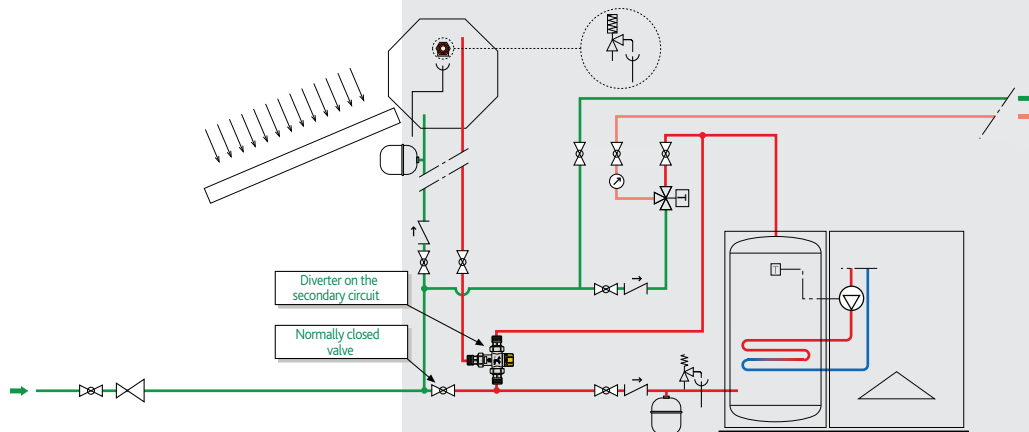 T
Diverter on the
secondary circuit
T
Normally closed
valve